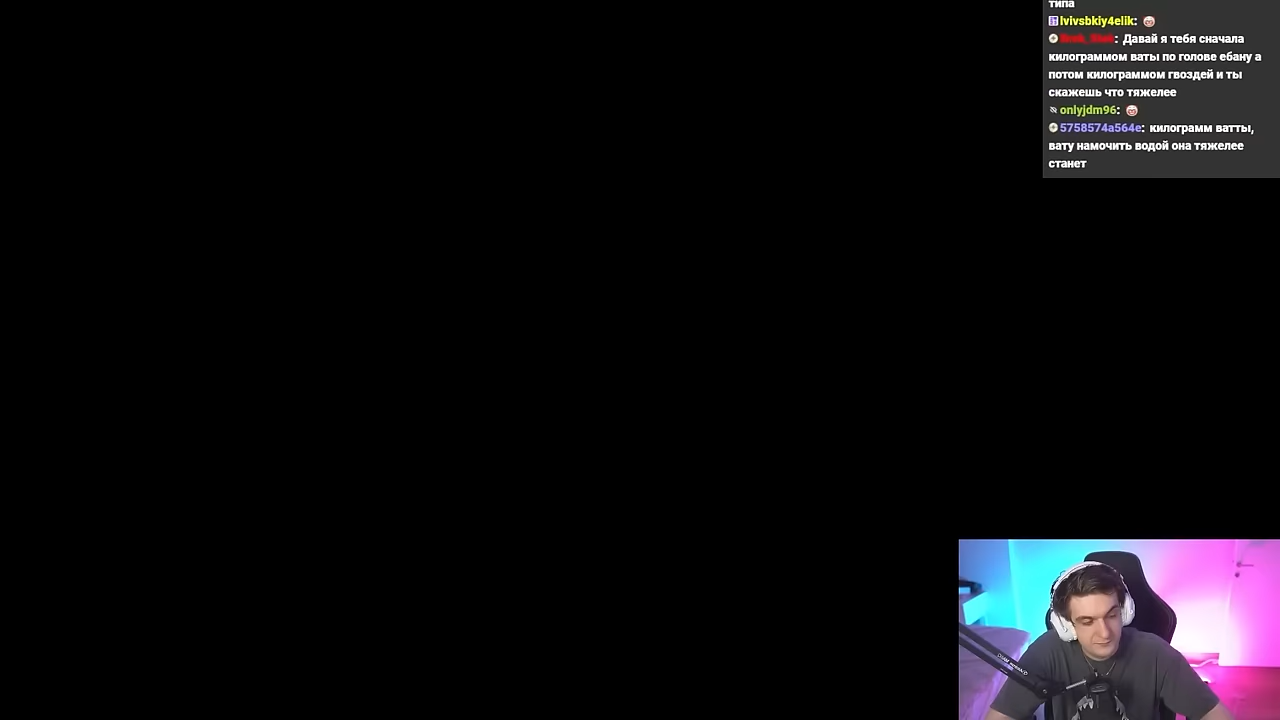 типа
lvivsbkiy4elik:
: Давай я тебя сначала
килограммом ваты по голове ебану а
потом килограммом гвоздей и ты
скажешь что тяжелее
onlyjdm96:
5758574a564e: килограмм ватты,
вату намочить водой она тяжелее
станет